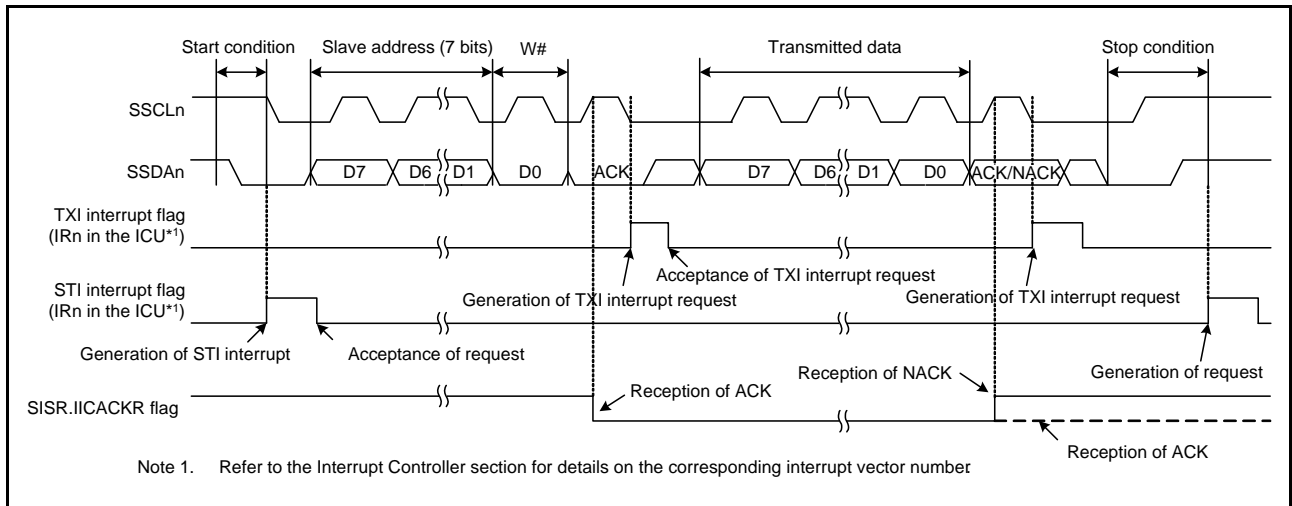 Start condition Slave address (7 bits) W# Transmitted data Stop condition
SSCLn
SSDAn D7 D6 D1 D0 ACK D7 D6 D1 D0 ACK/NACK
TXI interrupt flag
(IRn in the ICU*1)
Acceptance of TXI interrupt request
Generation of TXI interrupt request Generation of TXI interrupt request
STI interrupt flag
(IRn in the ICU*1)
Generation of STI interrupt Acceptance of request
Generation of request
Reception of NACK
Reception of ACK
SISR.IICACKR flag
Reception of ACK
Note 1. Refer to the Interrupt Controller section for details on the corresponding interrupt vector number